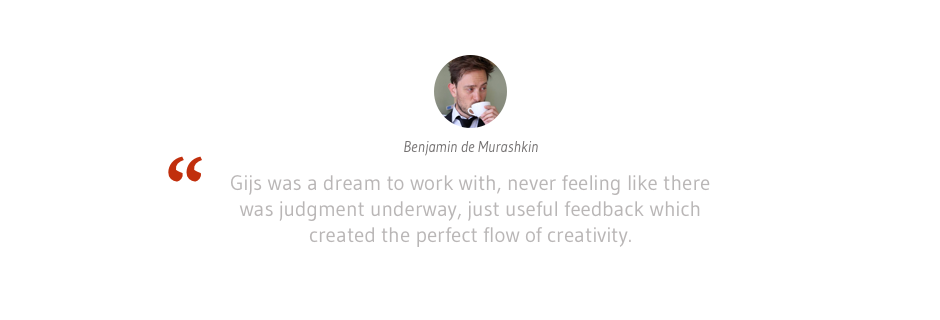 Benjamin de Murashkin
“
Gijs was a dream to work with, never feeling like there
was judgment underway, just useful feedback which
created the perfect flow of creativity.